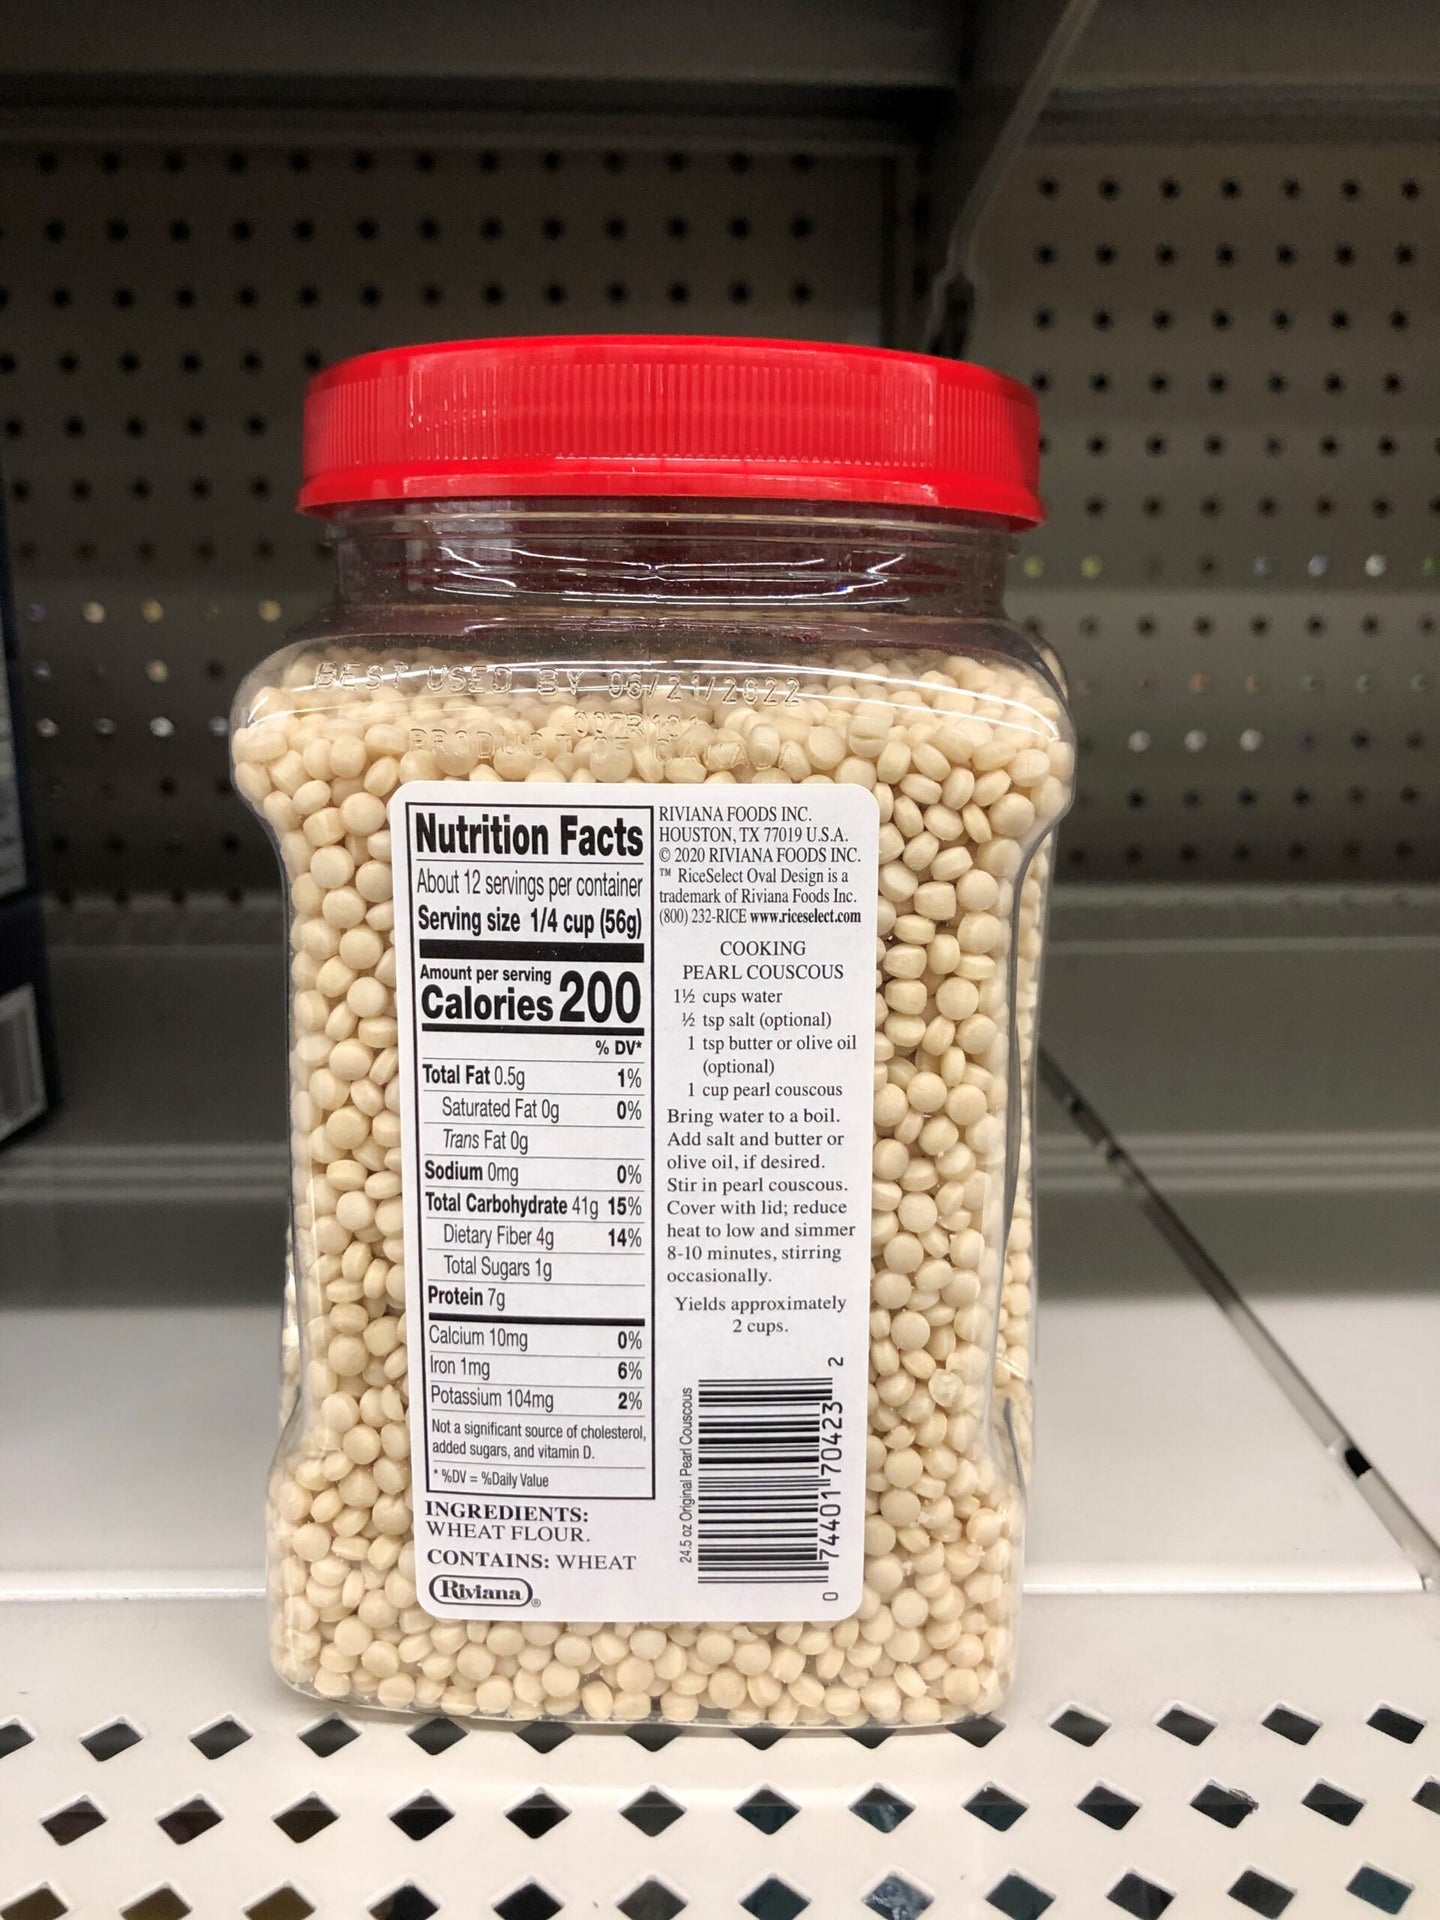 BEST USED BY 06/21/2022
PRODUCT OF CANADA
Nutrition Facts
About 12 servings per container
Serving size 1/4 cup (56g)
Amount per serving
Calories 200
% DV*
Total Fat 0.5g 1%
Saturated Fat 0g 0%
Trans Fat 0g
Sodium 0mg 0%
Total Carbohydrate 41g 15%
Dietary Fiber 4g 14%
Total Sugars 1g
Protein 7g
Calcium 10mg 0%
Iron 1mg 6%
Potassium 104mg 2%
Not a significant source of cholesterol,
added sugars, and vitamin D.
* %DV = %Daily Value
INGREDIENTS:
WHEAT FLOUR.
CONTAINS: WHEAT
Riviana®
RIVIANA FOODS INC.
HOUSTON, TX 77019 U.S.A.
© 2020 RIVIANA FOODS INC.
™ RiceSelect Oval Design is a
trademark of Riviana Foods Inc.
(800) 232-RICE www.riceselect.com
COOKING
PEARL COUSCOUS
1½ cups water
½ tsp salt (optional)
1 tsp butter or olive oil
(optional)
1 cup pearl couscous
Bring water to a boil.
Add salt and butter or
olive oil, if desired.
Stir in pearl couscous.
Cover with lid; reduce
heat to low and simmer
8-10 minutes, stirring
occasionally.
Yields approximately
2 cups.
24.5 oz Original Pearl Couscous
0 74401 70423 2